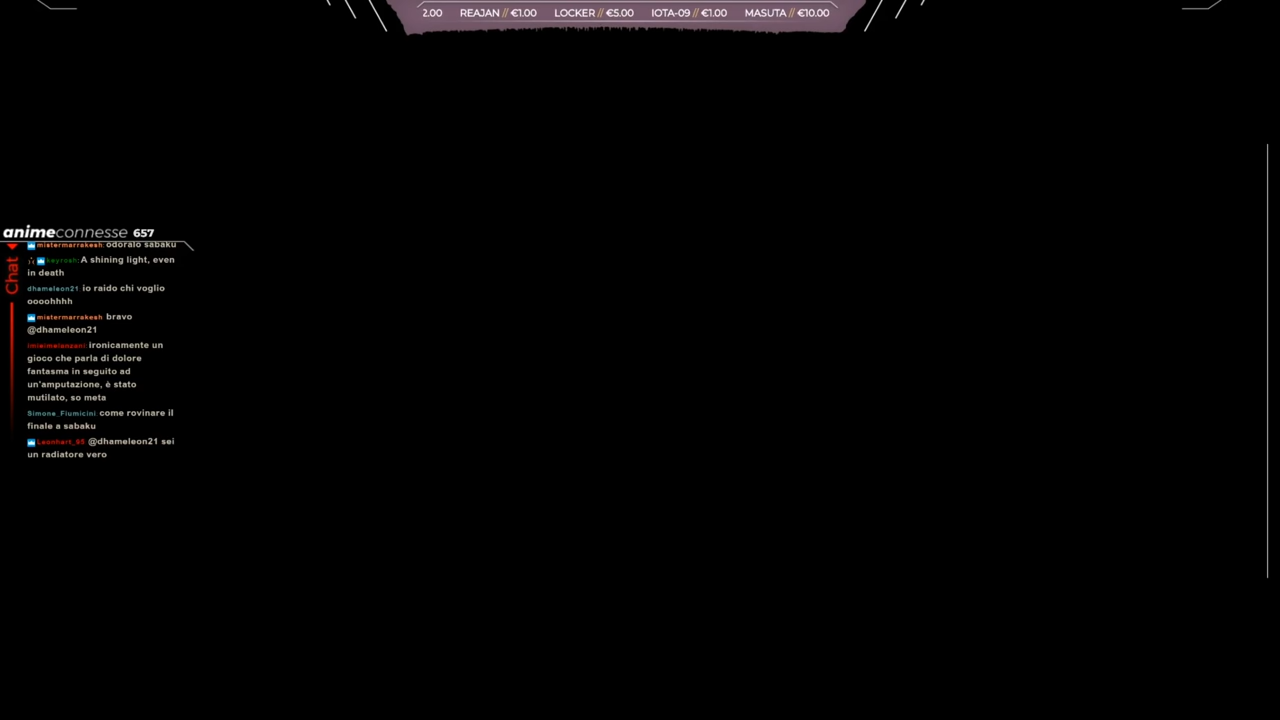 2.00 REAJAN // €1.00 LOCKER // €5.00 IOTA-09 // €1.00 MASUTA // €10.00
animeconnesse 657
Chat
mistermarrakesh: odoralo sabaku
keyrosh: A shining light, even
in death
dhameleon21 io raido chi voglio
oooohhhh
mistermarrakesh bravo
@dhameleon21
imieimelanzani: ironicamente un
gioco che parla di dolore
fantasma in seguito ad
un'amputazione, è stato
mutilato, so meta
Simone_Fiumicini come rovinare il
finale a sabaku
Leonhart_95 @dhameleon21 sei
un radiatore vero